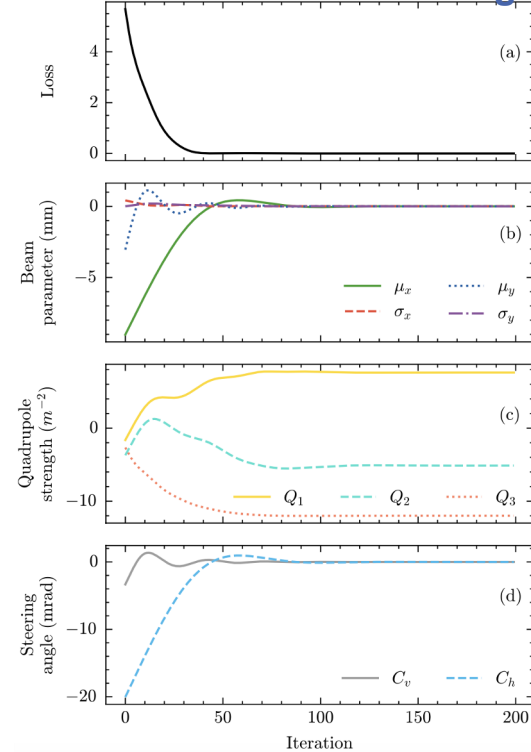 Loss
4
2
0
(a)
Beam
parameter (mm)
0
−5
(b)
μx μy
σx σy
Quadrupole
strength (m⁻²)
0
−10
(c)
Q1 Q2 Q3
Steering
angle (mrad)
0
−10
−20
(d)
Cv Ch
0 50 100 150 200
Iteration